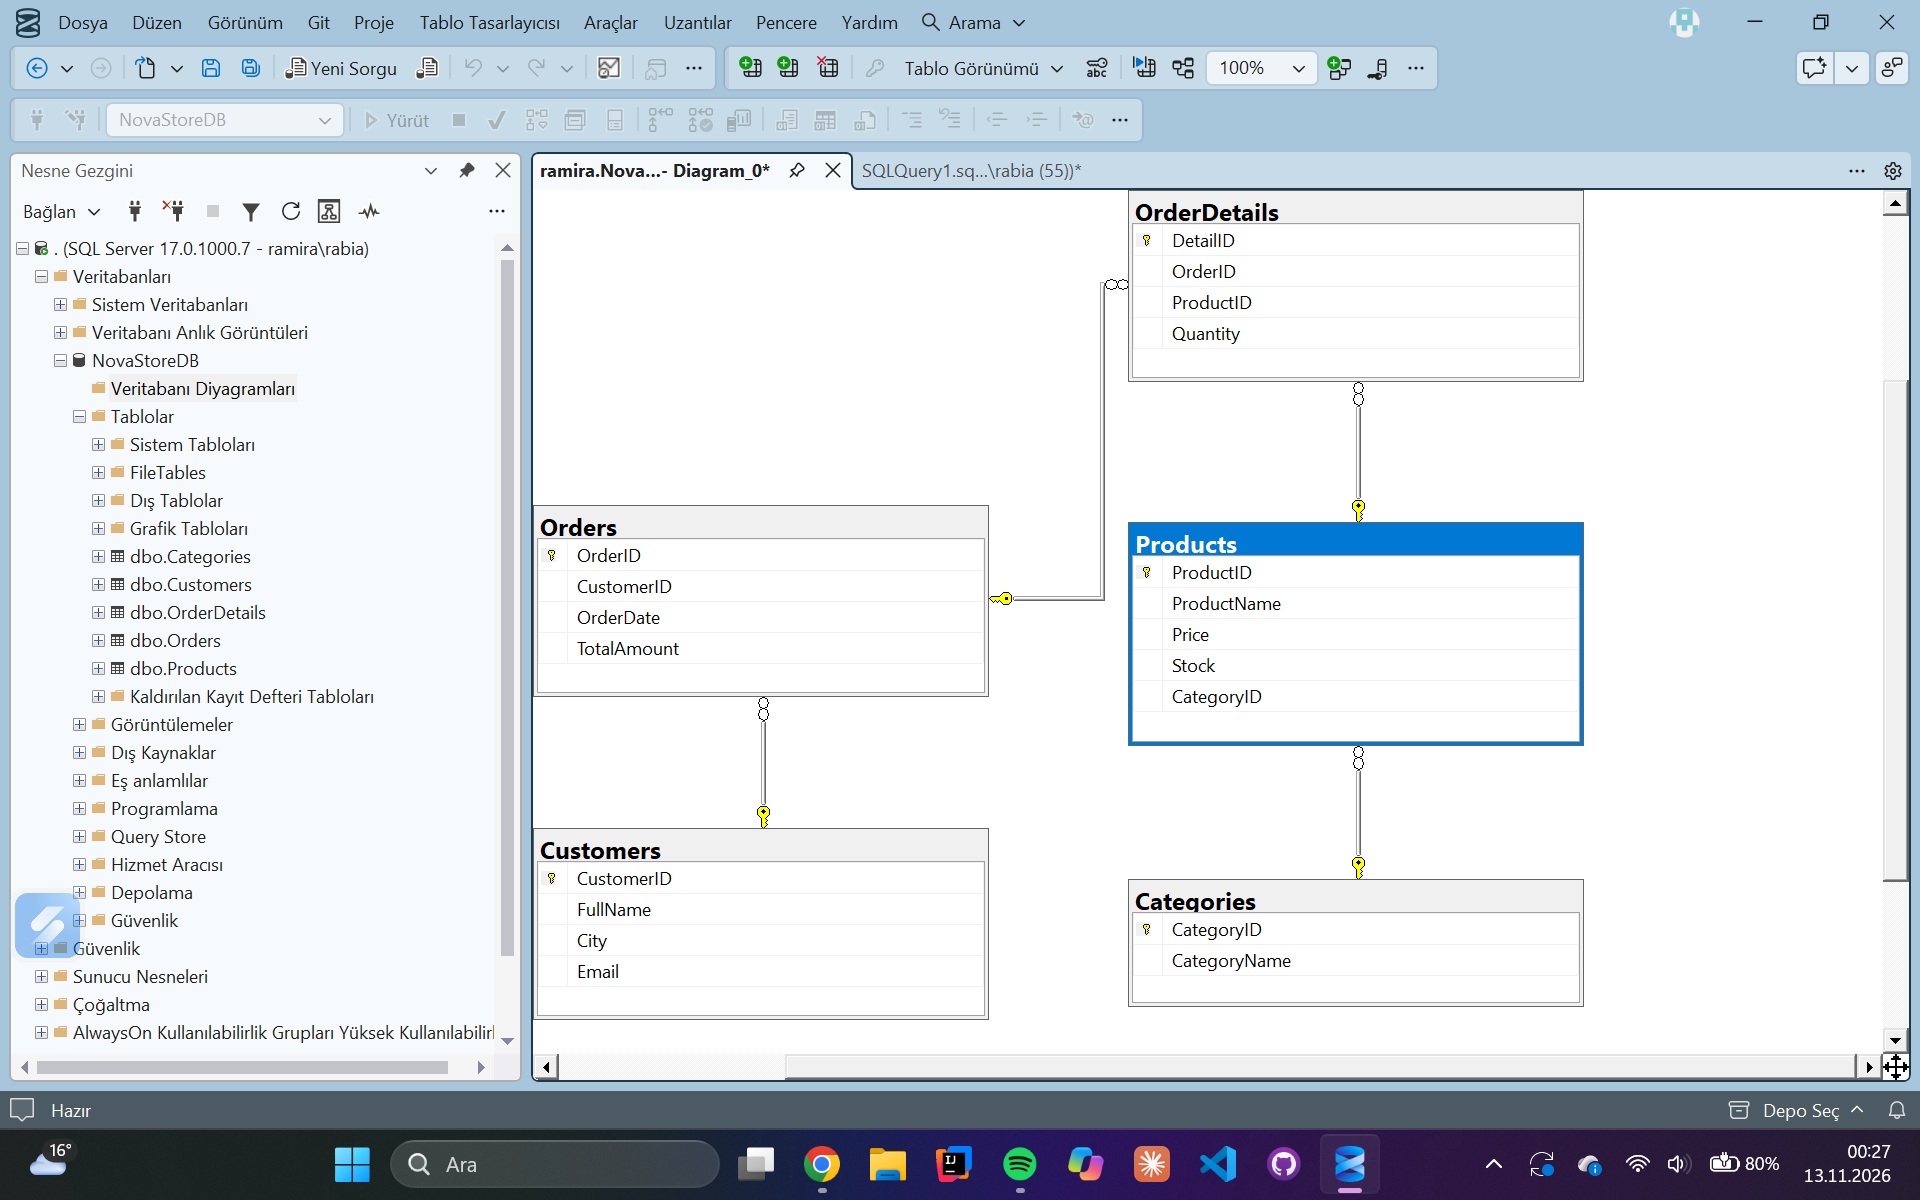 Dosya Düzen Görünüm Git Proje Tablo Tasarlayıcısı Araçlar Uzantılar Pencere Yardım Arama
Yeni Sorgu Tablo Görünümü abc 100%
NovaStoreDB Yürüt
Nesne Gezgini
Bağlan
. (SQL Server 17.0.1000.7 - ramira\rabia)
Veritabanları
Sistem Veritabanları
Veritabanı Anlık Görüntüleri
NovaStoreDB
Veritabanı Diyagramları
Tablolar
Sistem Tabloları
FileTables
Dış Tablolar
Grafik Tabloları
dbo.Categories
dbo.Customers
dbo.OrderDetails
dbo.Orders
dbo.Products
Kaldırılan Kayıt Defteri Tabloları
Görüntülemeler
Dış Kaynaklar
Eş anlamlılar
Programlama
Query Store
Hizmet Aracısı
Depolama
Güvenlik
Güvenlik
Sunucu Nesneleri
Çoğaltma
AlwaysOn Kullanılabilirlik Grupları Yüksek Kullanılabilirl
ramira.Nova...- Diagram_0* SQLQuery1.sq...\rabia (55))*
OrderDetails
DetailID
OrderID
ProductID
Quantity
Orders
OrderID
CustomerID
OrderDate
TotalAmount
Products
ProductID
ProductName
Price
Stock
CategoryID
Customers
CustomerID
FullName
City
Email
Categories
CategoryID
CategoryName
Hazır Depo Seç
16°
Ara
IJ
80%
00:27
13.11.2026